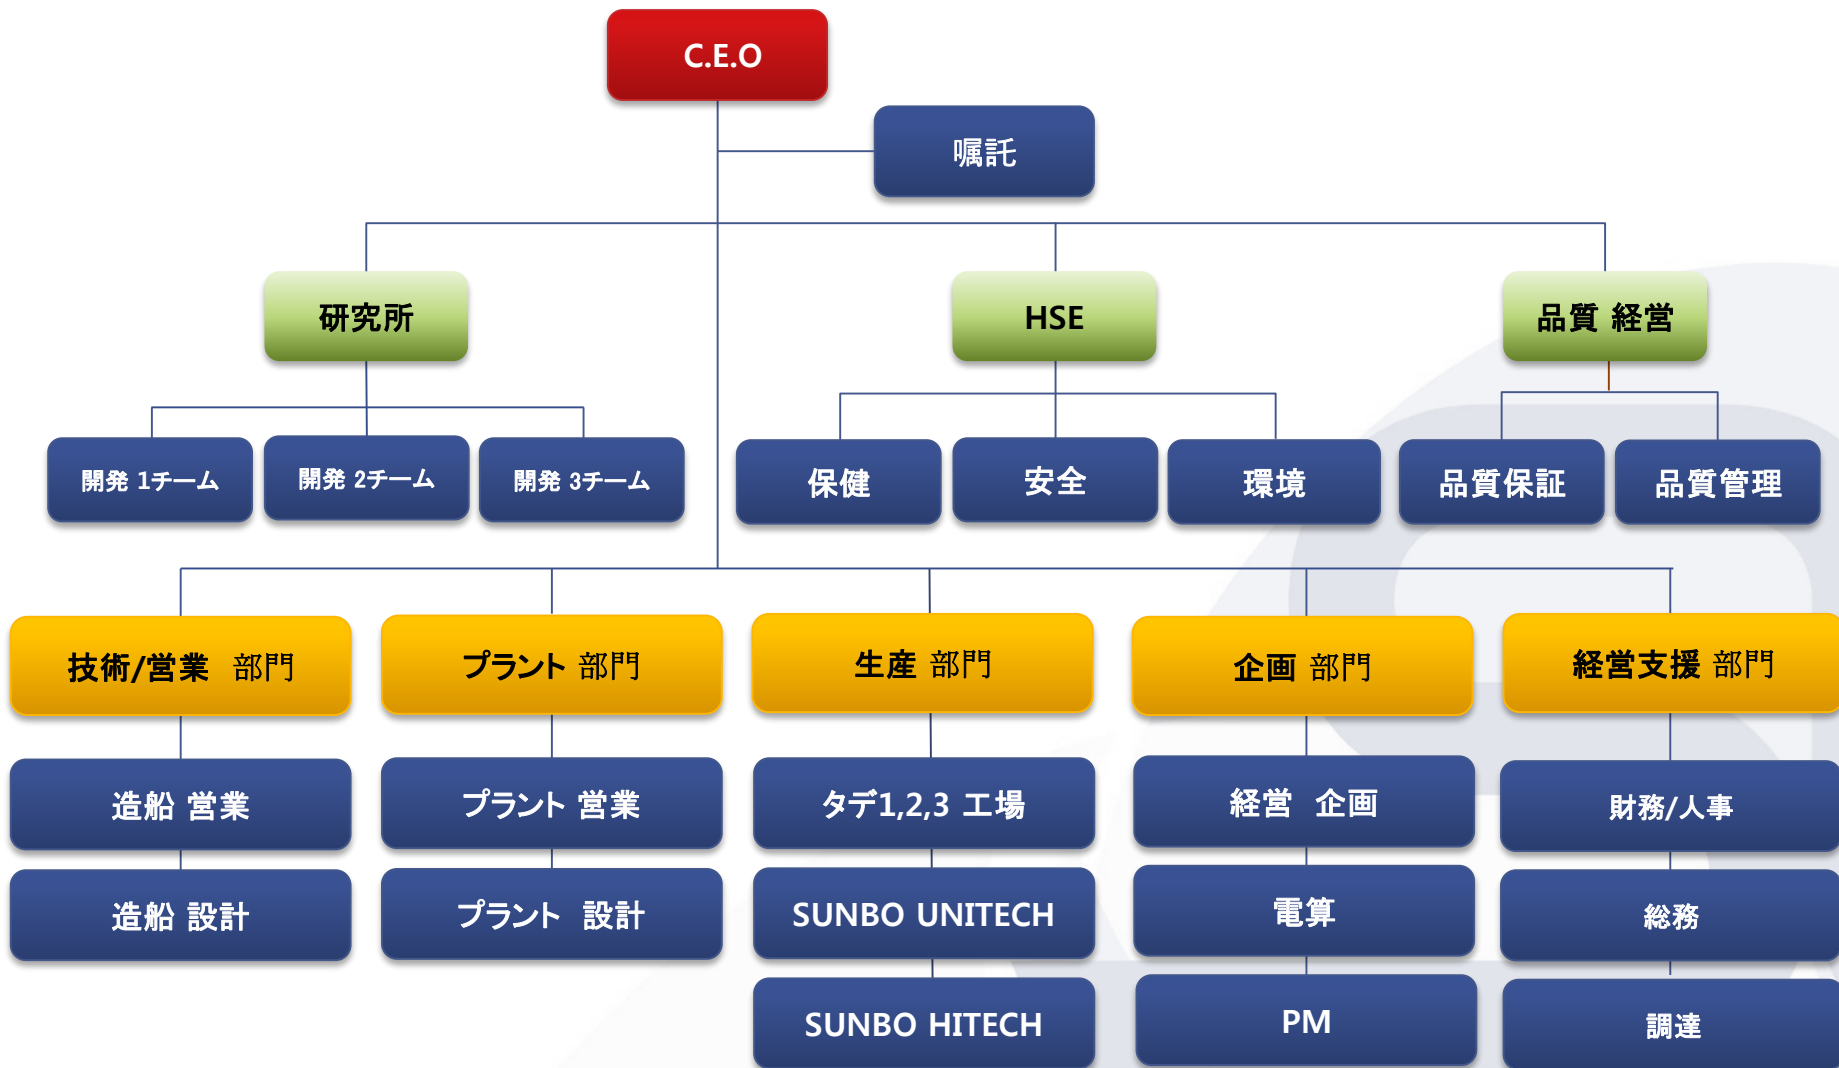 C.E.O
嘱託
研究所
HSE
品質 経営
開発 1チーム
開発 2チーム
開発 3チーム
保健
安全
環境
品質保証
品質管理
技術/営業 部門
プラント 部門
生産 部門
企画 部門
経営支援 部門
造船 営業
プラント 営業
タデ1,2,3 工場
経営 企画
財務/人事
造船 設計
プラント 設計
SUNBO UNITECH
電算
総務
SUNBO HITECH
PM
調達